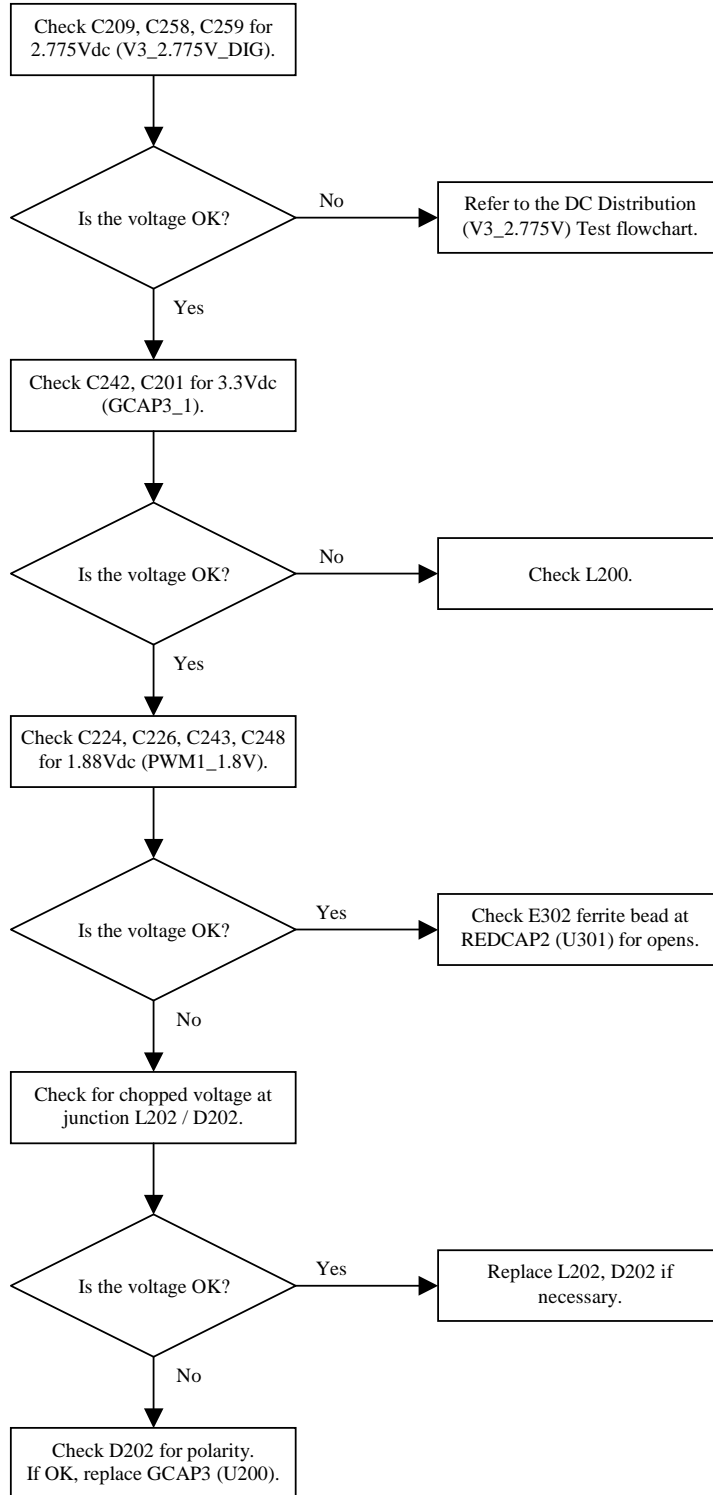 Check C209, C258, C259 for
2.775Vdc (V3_2.775V_DIG).
Is the voltage OK?
No
Refer to the DC Distribution
(V3_2.775V) Test flowchart.
Yes
Check C242, C201 for 3.3Vdc
(GCAP3_1).
Is the voltage OK?
No
Check L200.
Yes
Check C224, C226, C243, C248
for 1.88Vdc (PWM1_1.8V).
Is the voltage OK?
Yes
Check E302 ferrite bead at
REDCAP2 (U301) for opens.
No
Check for chopped voltage at
junction L202 / D202.
Is the voltage OK?
Yes
Replace L202, D202 if
necessary.
No
Check D202 for polarity.
If OK, replace GCAP3 (U200).